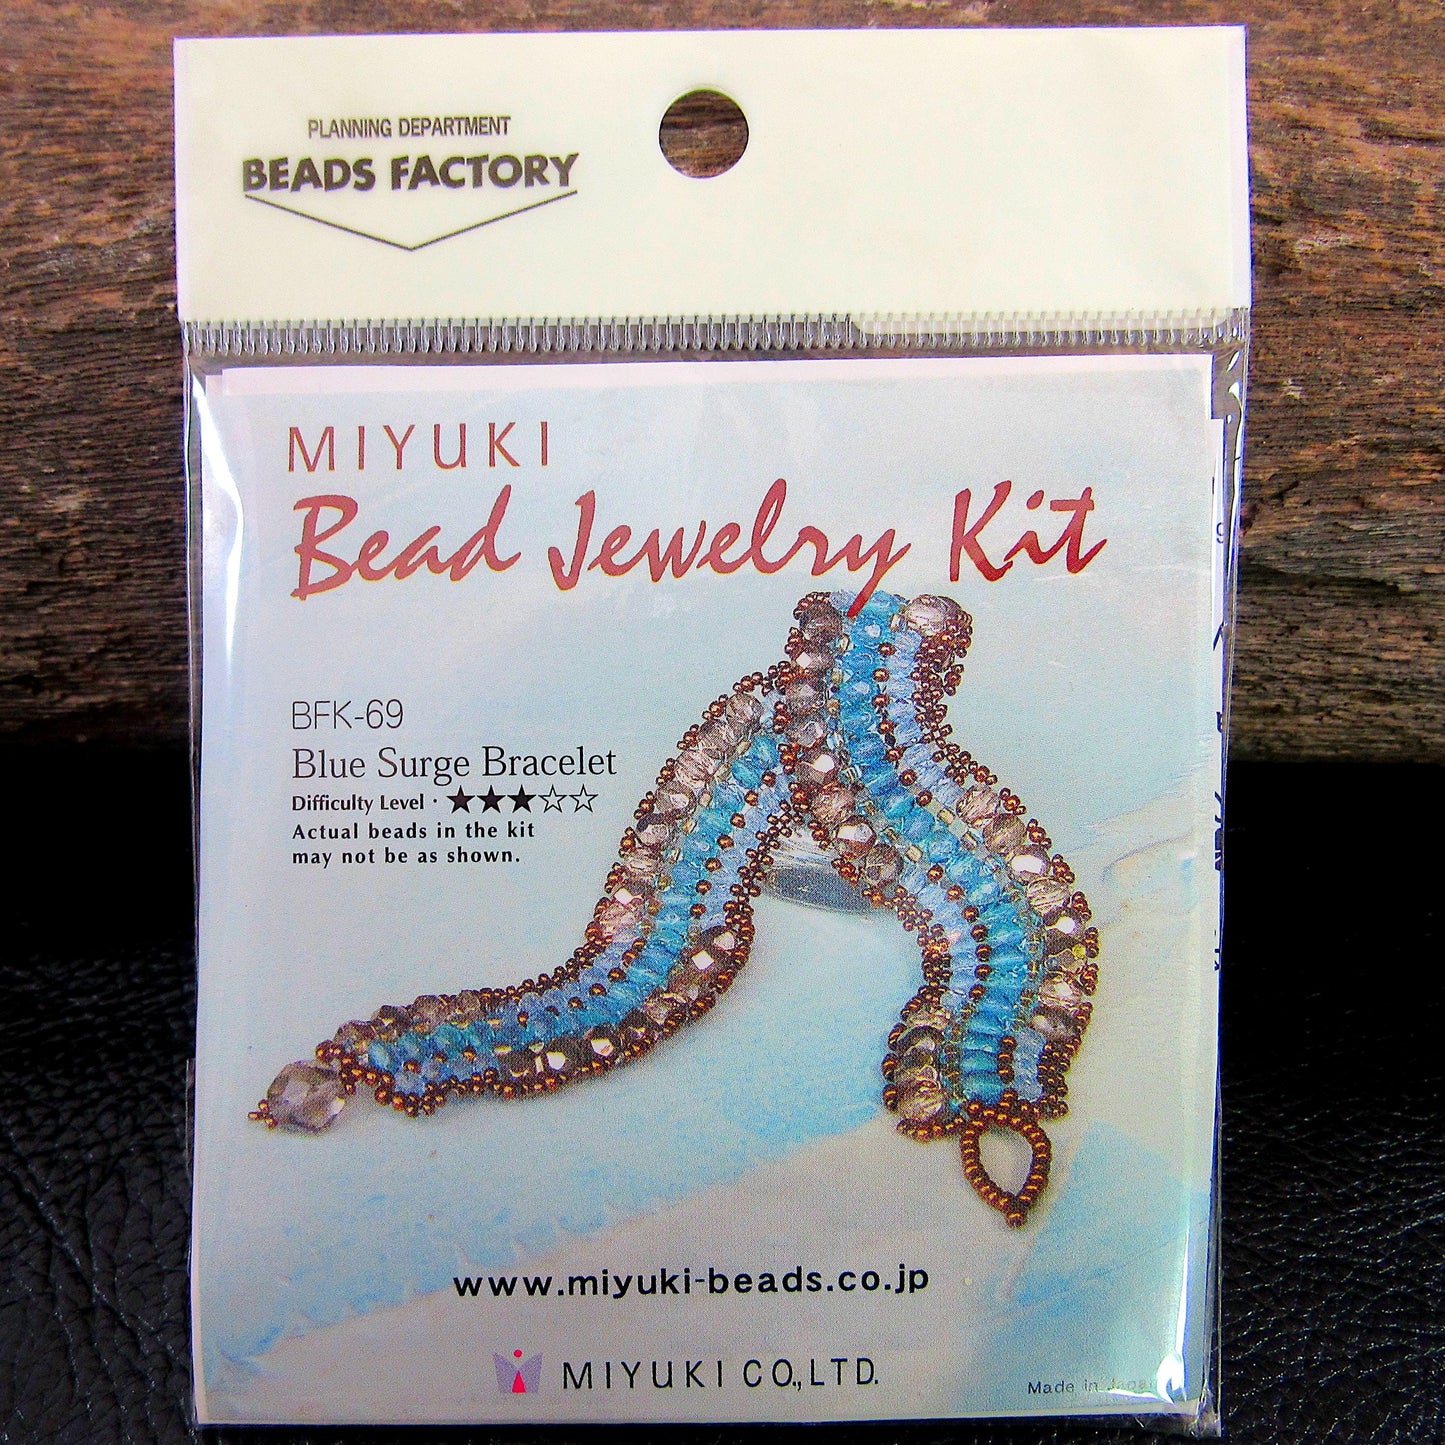 PLANNING DEPARTMENT
BEADS FACTORY
MIYUKI
Bead Jewelry Kit
BFK-69
Blue Surge Bracelet
Difficulty Level・★★★☆☆
Actual beads in the kit
may not be as shown.
www.miyuki-beads.co.jp
MIYUKI CO.,LTD.
Made in Japan